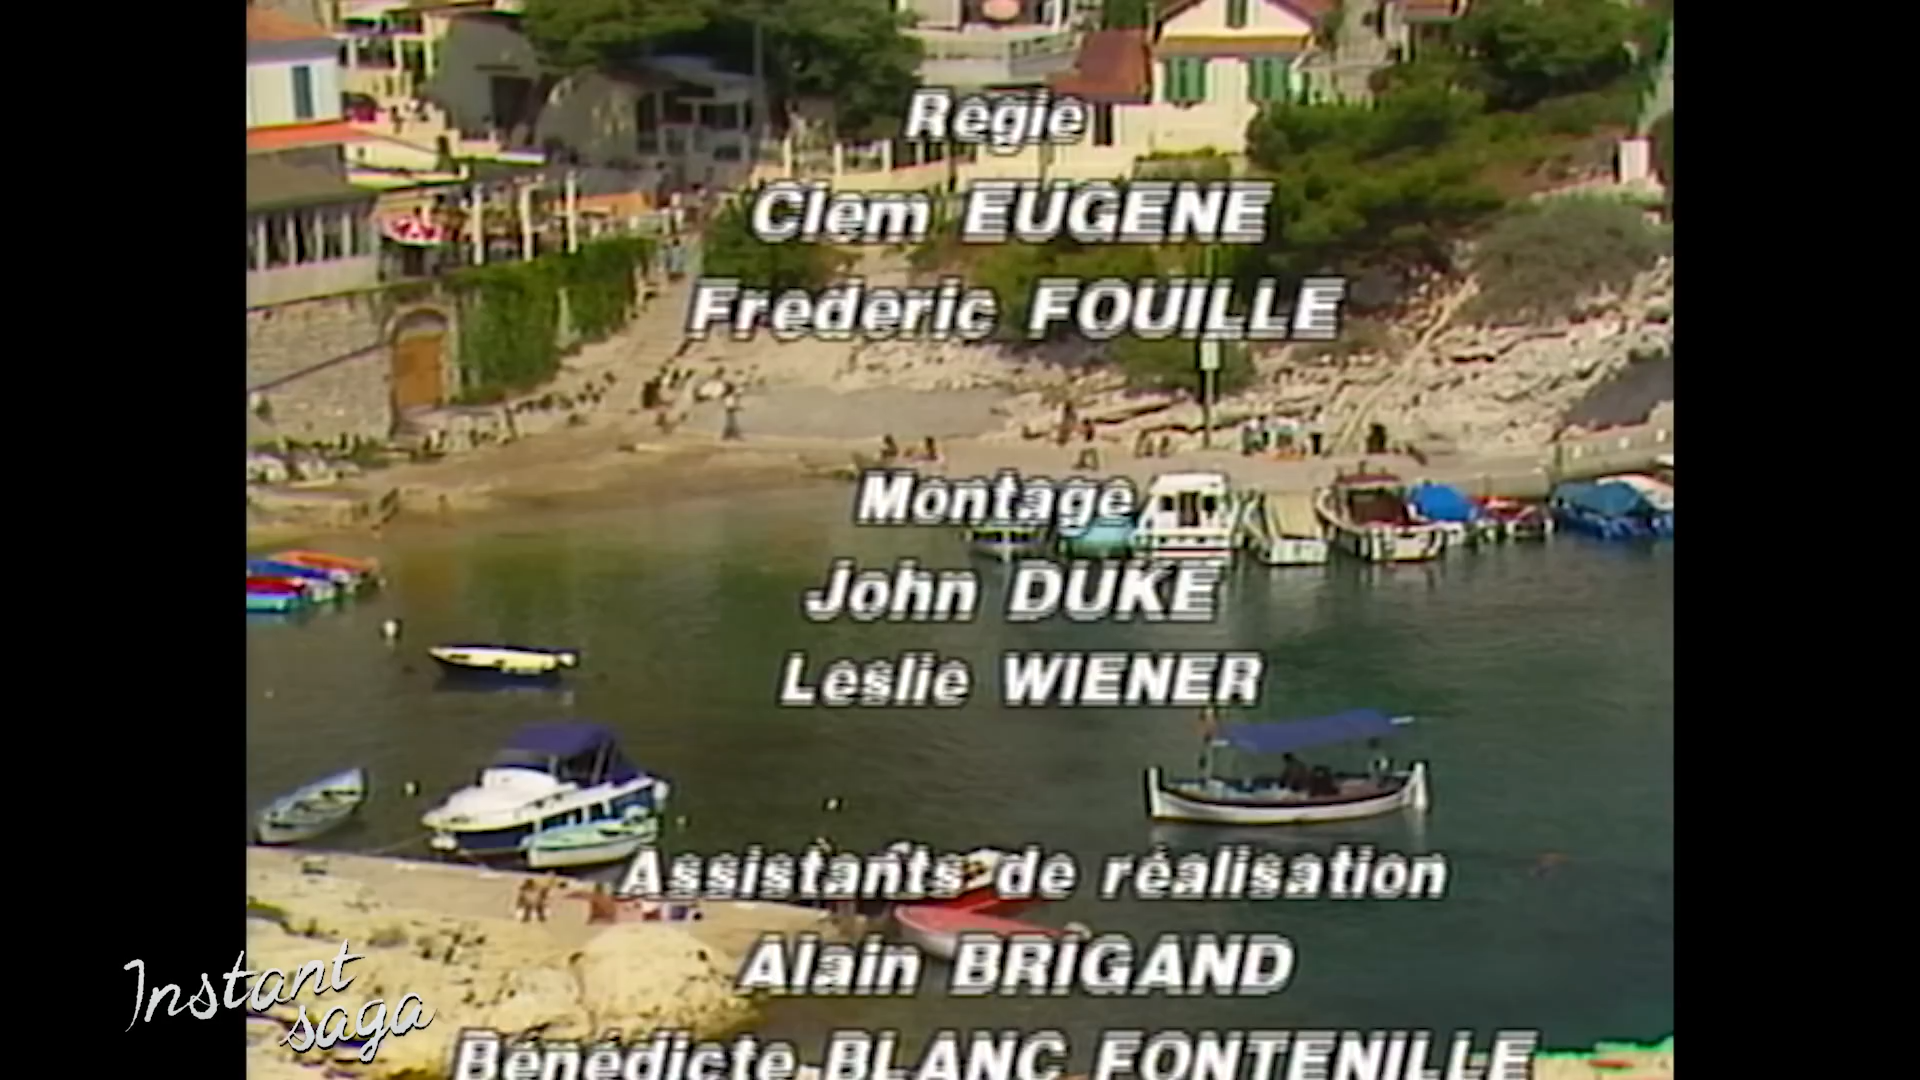 Régie
Clem EUGENE
Frederic FOUILLE
Montage
John DUKE
Leslie WIENER
Assistants de réalisation
Alain BRIGAND
Bénédicte BLANC FONTENILLE
Instant
saga